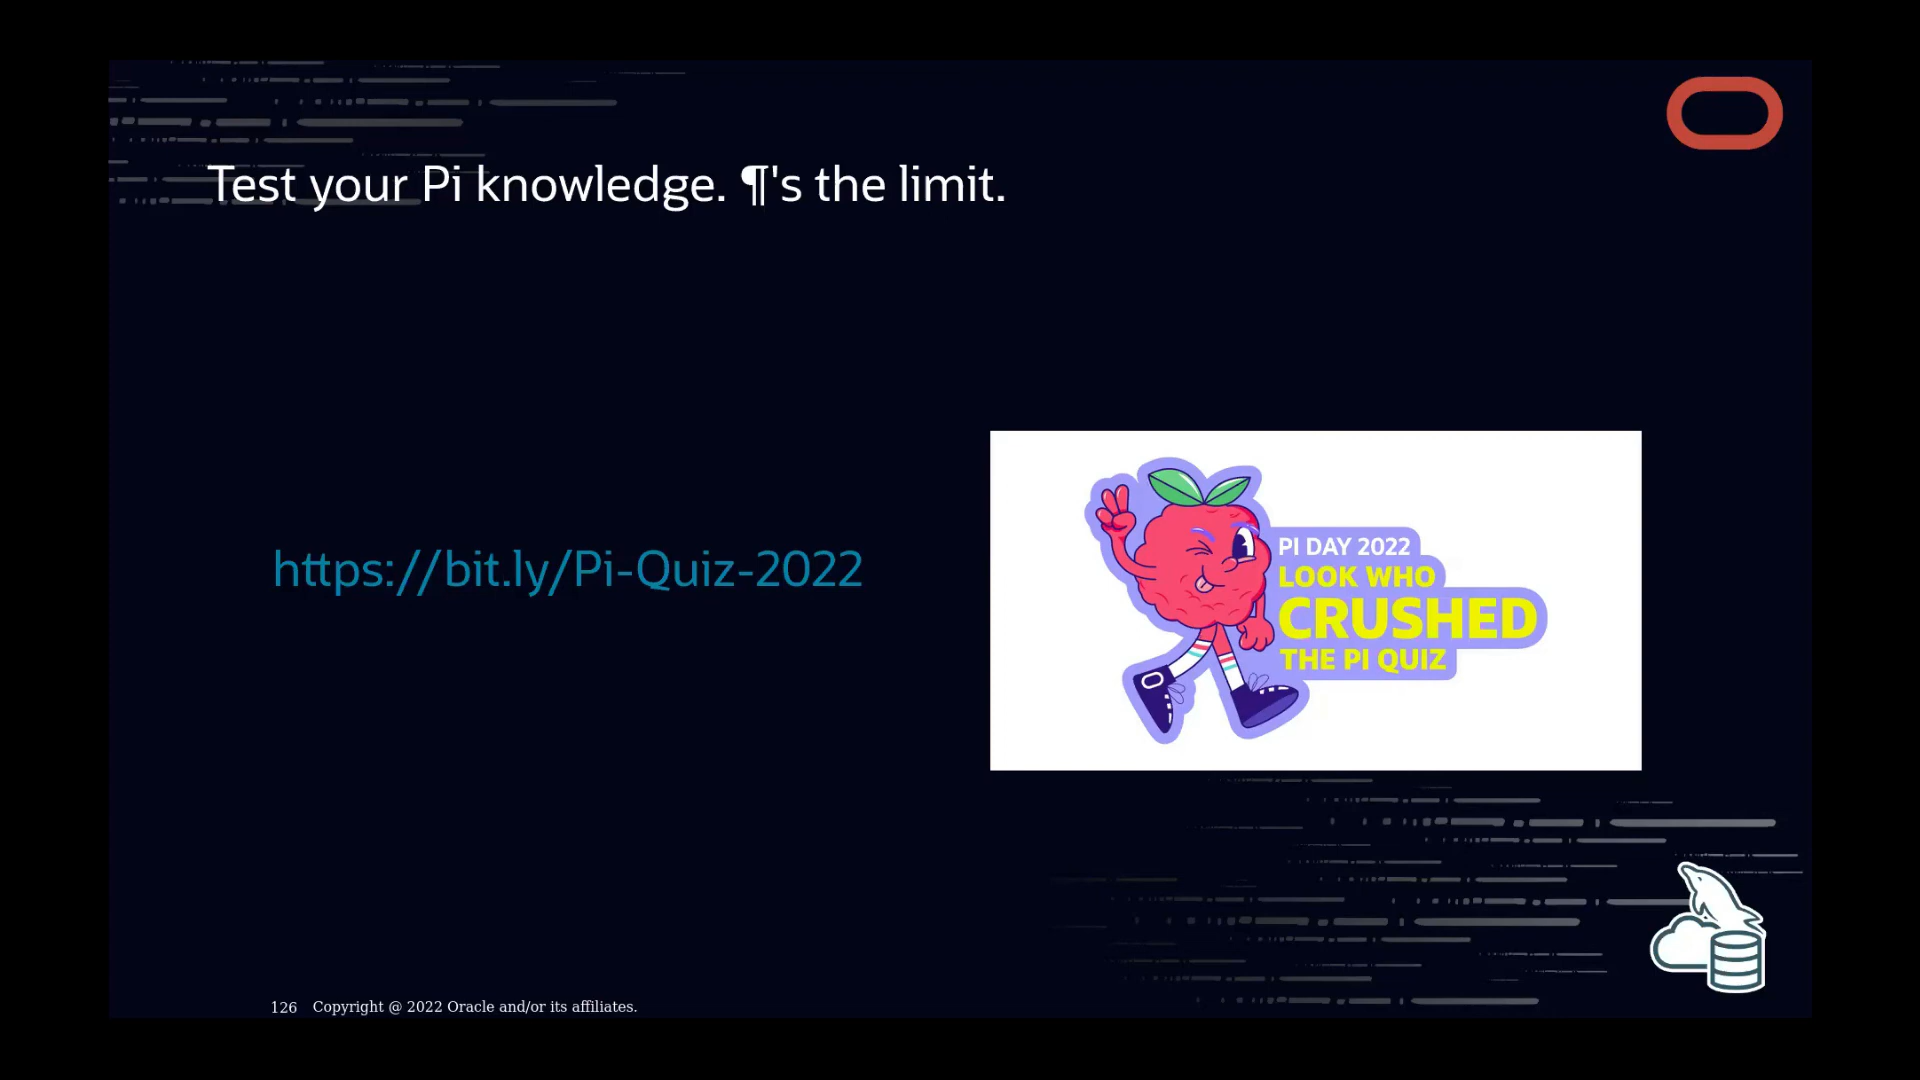 Test your Pi knowledge. ¶'s the limit.
https://bit.ly/Pi-Quiz-2022
PI DAY 2022
LOOK WHO
CRUSHED
THE PI QUIZ
126 Copyright @ 2022 Oracle and/or its affiliates.